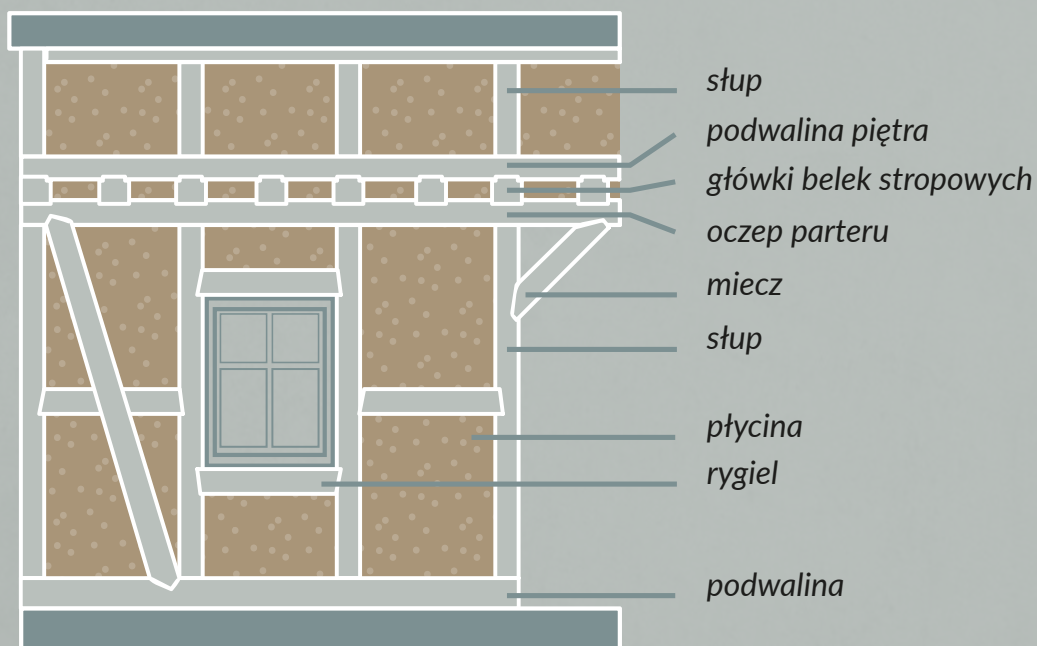 słup
podwalina piętra
główki belek stropowych
oczep parteru
miecz
słup
płycina
rygiel
podwalina